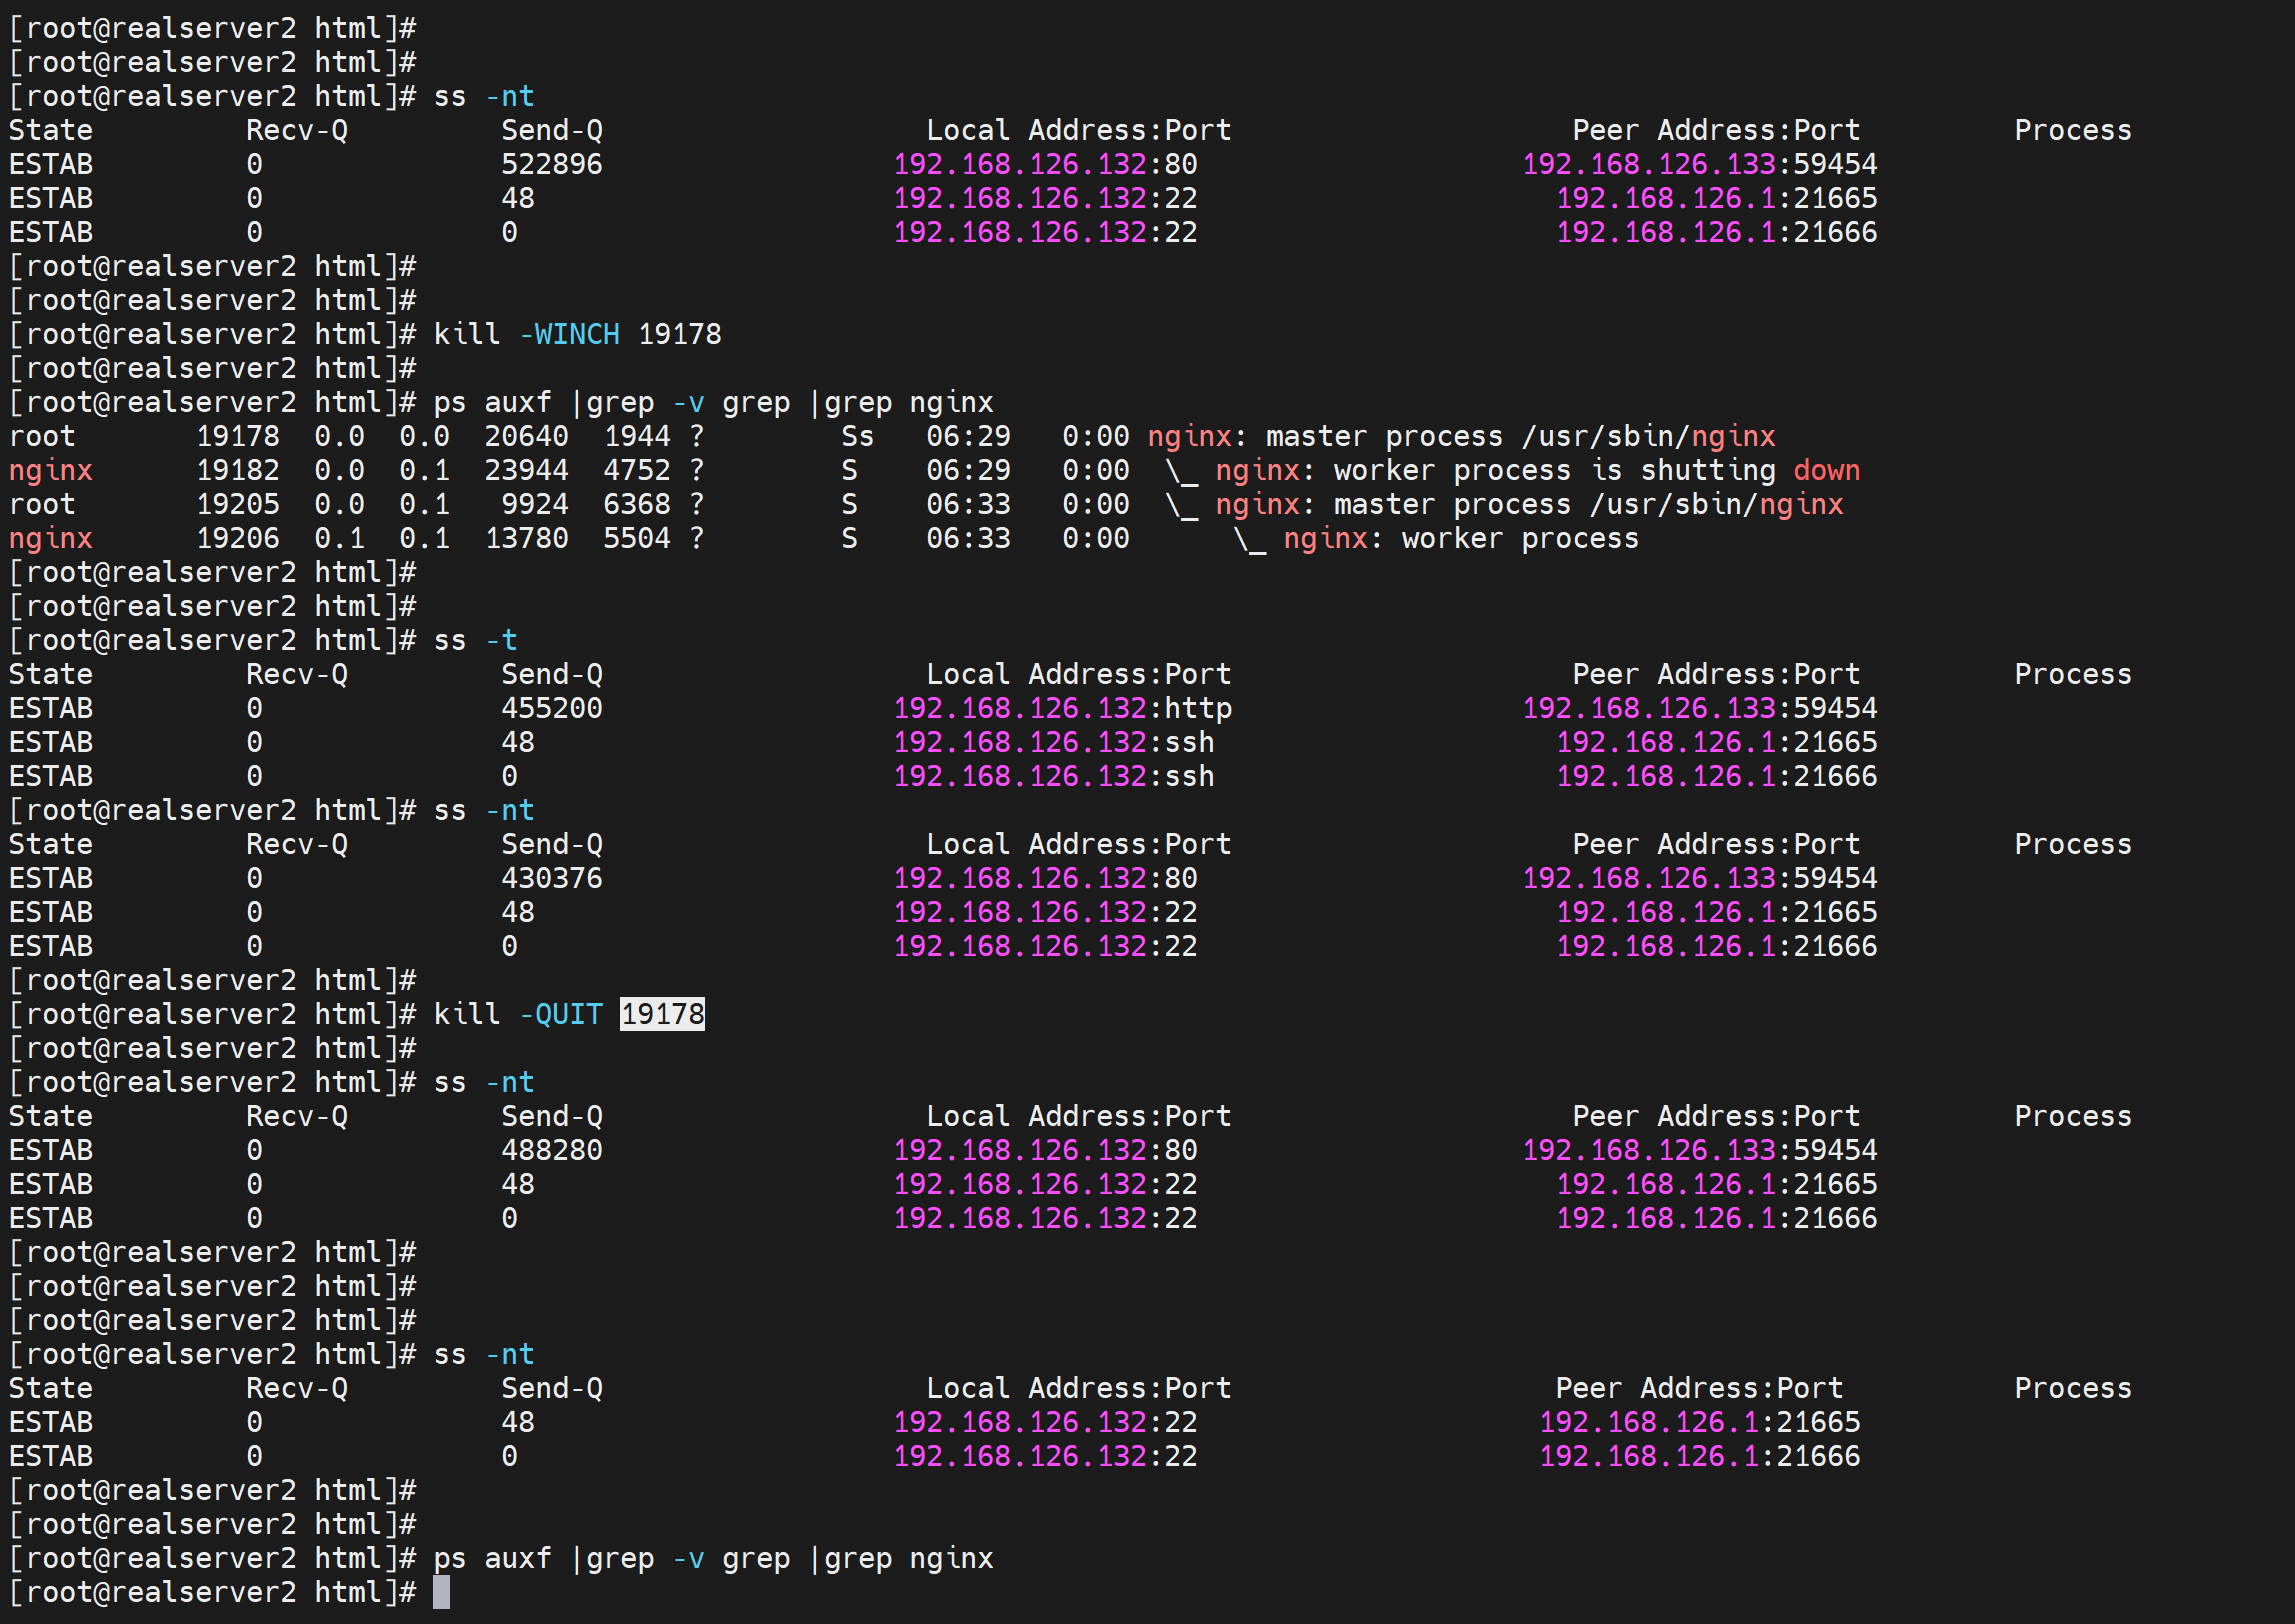 [root@realserver2 html]#
[root@realserver2 html]#
[root@realserver2 html]# ss -nt
State         Recv-Q         Send-Q                   Local Address:Port                    Peer Address:Port         Process
ESTAB         0              522896                 192.168.126.132:80                   192.168.126.133:59454
ESTAB         0              48                     192.168.126.132:22                     192.168.126.1:21665
ESTAB         0              0                      192.168.126.132:22                     192.168.126.1:21666
[root@realserver2 html]#
[root@realserver2 html]#
[root@realserver2 html]# kill -WINCH 19178
[root@realserver2 html]#
[root@realserver2 html]# ps auxf |grep -v grep |grep nginx
root       19178  0.0  0.0  20640  1944 ?        Ss   06:29   0:00 nginx: master process /usr/sbin/nginx
nginx      19182  0.0  0.1  23944  4752 ?        S    06:29   0:00  \_ nginx: worker process is shutting down
root       19205  0.0  0.1   9924  6368 ?        S    06:33   0:00  \_ nginx: master process /usr/sbin/nginx
nginx      19206  0.1  0.1  13780  5504 ?        S    06:33   0:00      \_ nginx: worker process
[root@realserver2 html]#
[root@realserver2 html]#
[root@realserver2 html]# ss -t
State         Recv-Q         Send-Q                   Local Address:Port                    Peer Address:Port         Process
ESTAB         0              455200                 192.168.126.132:http                 192.168.126.133:59454
ESTAB         0              48                     192.168.126.132:ssh                    192.168.126.1:21665
ESTAB         0              0                      192.168.126.132:ssh                    192.168.126.1:21666
[root@realserver2 html]# ss -nt
State         Recv-Q         Send-Q                   Local Address:Port                    Peer Address:Port         Process
ESTAB         0              430376                 192.168.126.132:80                   192.168.126.133:59454
ESTAB         0              48                     192.168.126.132:22                     192.168.126.1:21665
ESTAB         0              0                      192.168.126.132:22                     192.168.126.1:21666
[root@realserver2 html]#
[root@realserver2 html]# kill -QUIT 19178
[root@realserver2 html]#
[root@realserver2 html]# ss -nt
State         Recv-Q         Send-Q                   Local Address:Port                    Peer Address:Port         Process
ESTAB         0              488280                 192.168.126.132:80                   192.168.126.133:59454
ESTAB         0              48                     192.168.126.132:22                     192.168.126.1:21665
ESTAB         0              0                      192.168.126.132:22                     192.168.126.1:21666
[root@realserver2 html]#
[root@realserver2 html]#
[root@realserver2 html]#
[root@realserver2 html]# ss -nt
State         Recv-Q         Send-Q                   Local Address:Port                   Peer Address:Port          Process
ESTAB         0              48                     192.168.126.132:22                    192.168.126.1:21665
ESTAB         0              0                      192.168.126.132:22                    192.168.126.1:21666
[root@realserver2 html]#
[root@realserver2 html]#
[root@realserver2 html]# ps auxf |grep -v grep |grep nginx
[root@realserver2 html]#